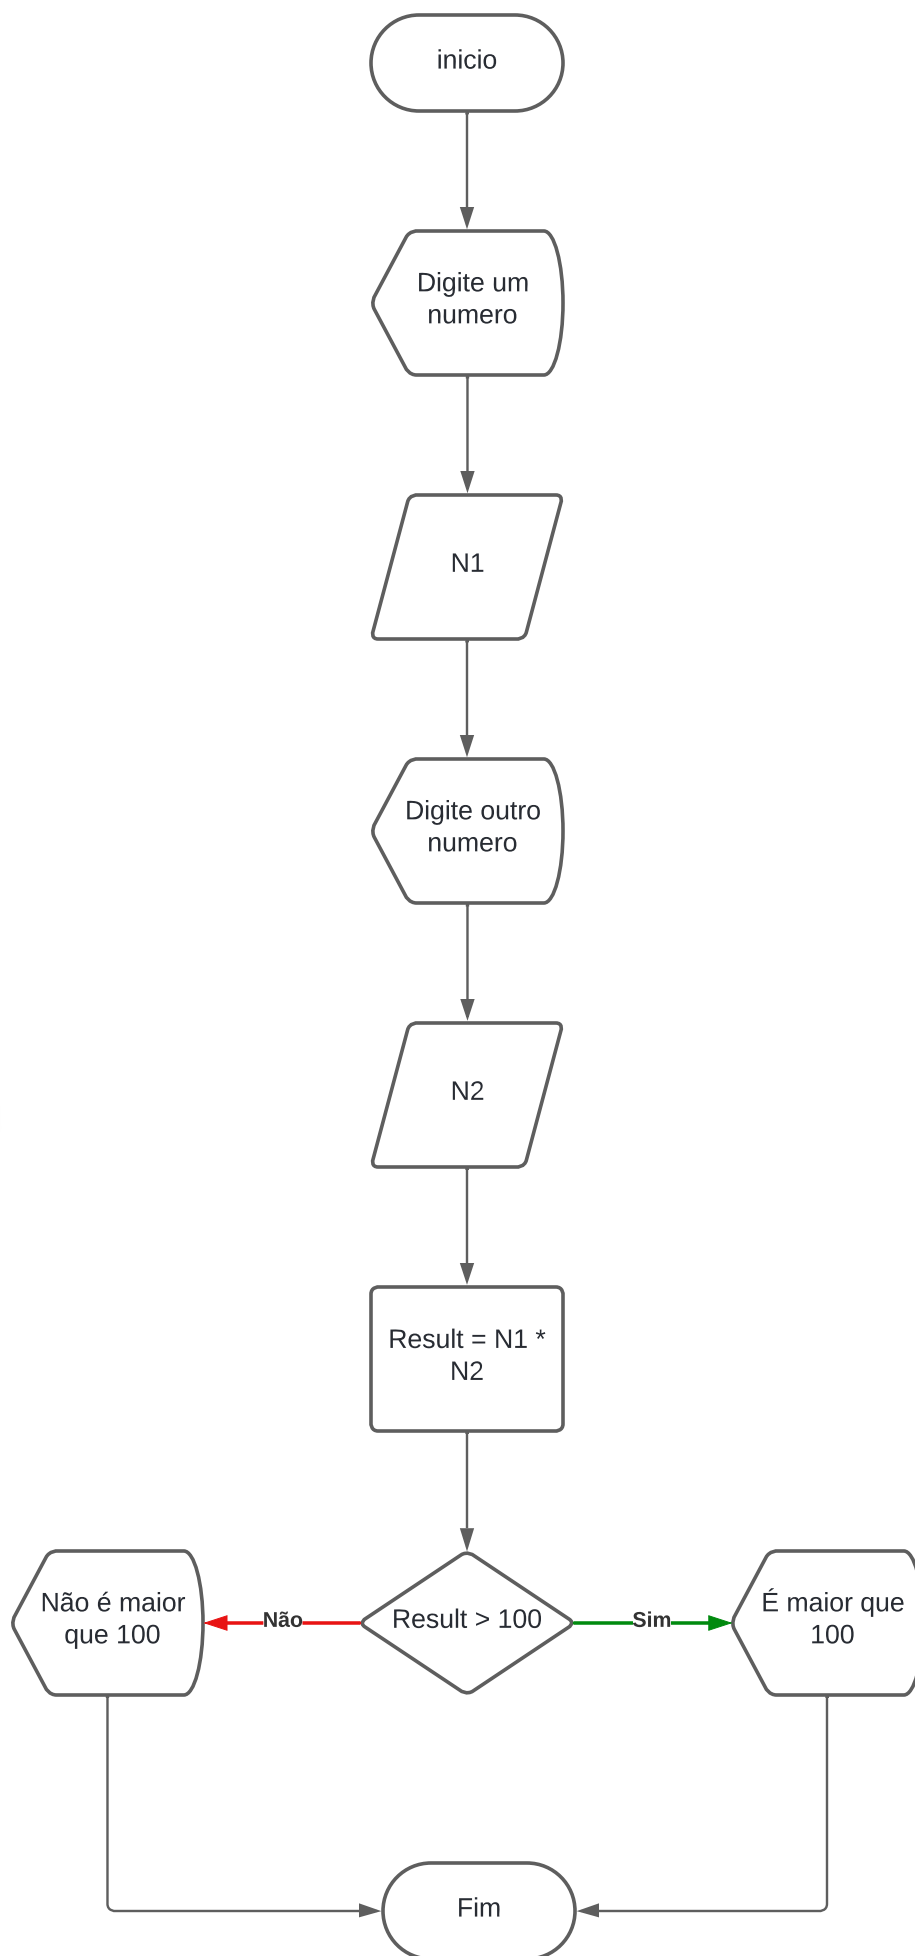 inicio
Digite um
numero
N1
Digite outro
numero
N2
Result = N1 *
N2
Não é maior
que 100
Não
Result > 100
Sim
É maior que
100
Fim